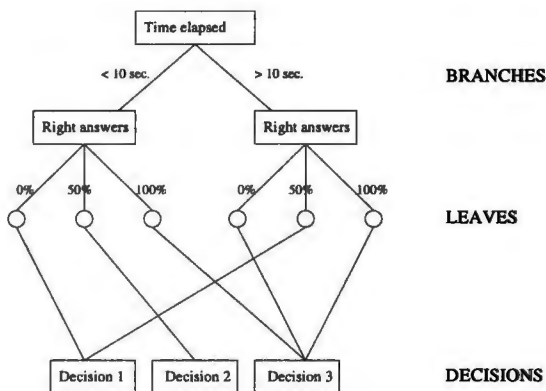 Time elapsed
< 10 sec. > 10 sec. BRANCHES
Right answers Right answers
0% 50% 100% 0% 50% 100%
LEAVES
Decision 1 Decision 2 Decision 3 DECISIONS